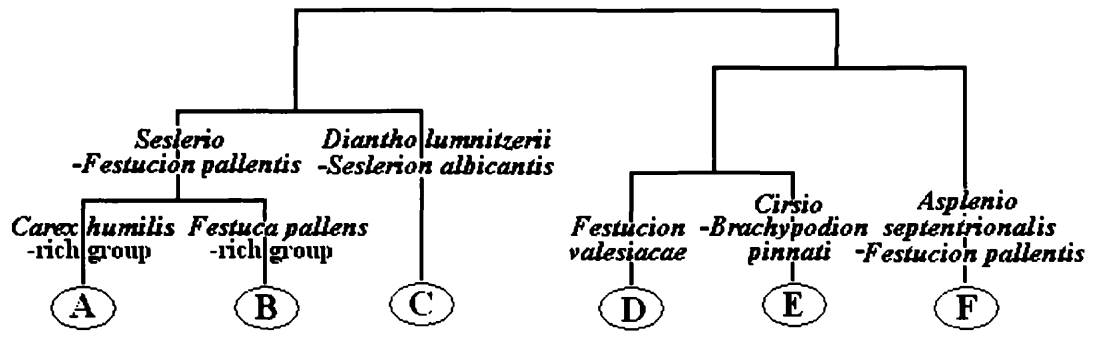 Seslerio
-Festucion pallentis
Diantho lumnitzerii
-Seslerion albicantis
Carex humilis
-rich group
Festuca pallens
-rich group
Festucion
valesiacae
Cirsio
-Brachypodion
pinnati
Asplenio
septentrionalis
-Festucion pallentis
A
B
C
D
E
F